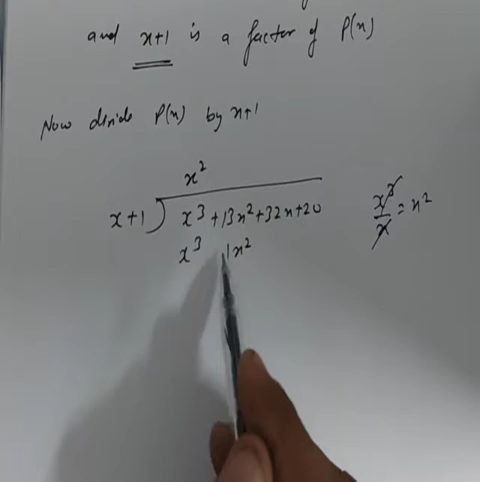 and x+1 is a factor of P(x)
Now divide P(x) by x+1
x²
x+1 ) x³ +13x²+32x+20
x³ 1x²
x³/x = x²